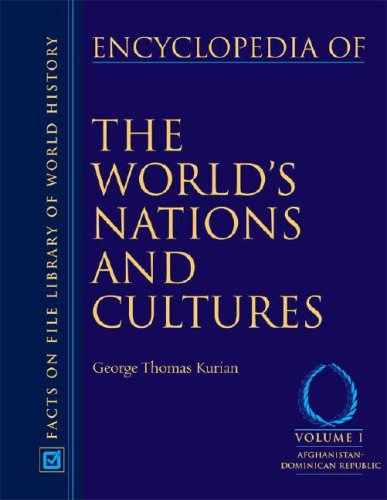 ENCYCLOPEDIA OF
THE
WORLD'S
NATIONS
AND
CULTURES
George Thomas Kurian
VOLUME I
AFGHANISTAN-
DOMINICAN REPUBLIC
FACTS ON FILE LIBRARY OF WORLD HISTORY